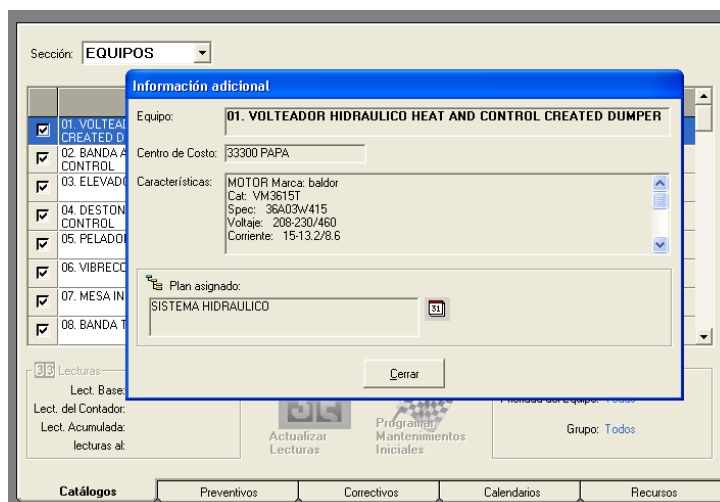 Sección: EQUIPOS
Información adicional
Equipo: 01. VOLTEADOR HIDRAULICO HEAT AND CONTROL CREATED DUMPER
Centro de Costo: 33300 PAPA
Características: MOTOR Marca: baldor
Cat: VM3615T
Spec: 36A03W415
Voltaje: 208-230/460
Corriente: 15-13.2/8.6
Plan asignado:
SISTEMA HIDRAULICO
31
Cerrar
01. VOLTEAD
CREATED D
02. BANDA A
CONTROL
03. ELEVADO
04. DESTON
CONTROL
05. PELADO
06. VIBRECO
07. MESA IN
08. BANDA T
Lecturas
Lect. Base:
Lect. del Contador:
Lect. Acumulada:
lecturas al:
Actualizar
Lecturas
Programar
Mantenimientos
Iniciales
Grupo: Todos
Catálogos Preventivos Correctivos Calendarios Recursos